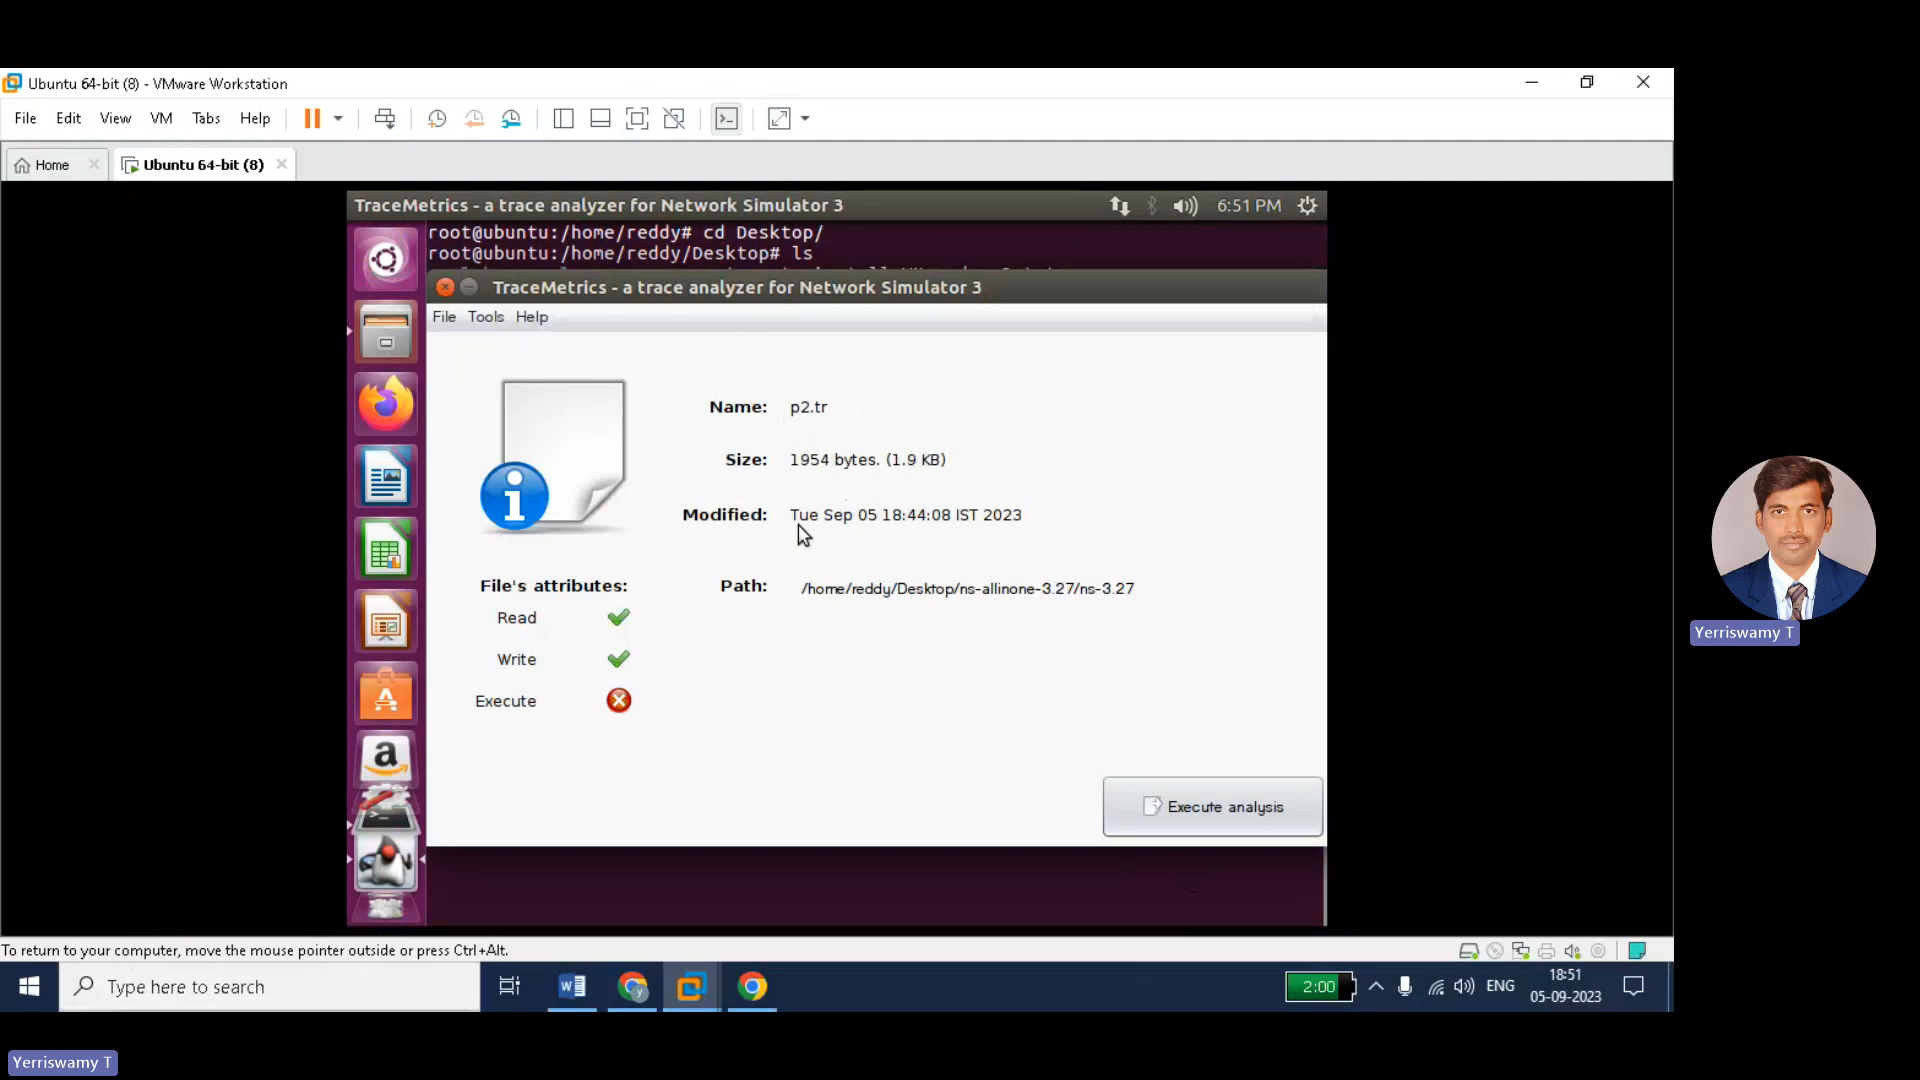 Ubuntu 64-bit (8) - VMware Workstation
File Edit View VM Tabs Help
Home
Ubuntu 64-bit (8)
TraceMetrics - a trace analyzer for Network Simulator 3
6:51 PM
root@ubuntu:/home/reddy# cd Desktop/
root@ubuntu:/home/reddy/Desktop# ls
TraceMetrics - a trace analyzer for Network Simulator 3
File Tools Help
Name: p2.tr
Size: 1954 bytes. (1.9 KB)
Modified: Tue Sep 05 18:44:08 IST 2023
File's attributes:
Path: /home/reddy/Desktop/ns-allinone-3.27/ns-3.27
Read
Write
Execute
Execute analysis
Yerriswamy T
To return to your computer, move the mouse pointer outside or press Ctrl+Alt.
Type here to search
2:00
ENG
18:51
05-09-2023
Yerriswamy T